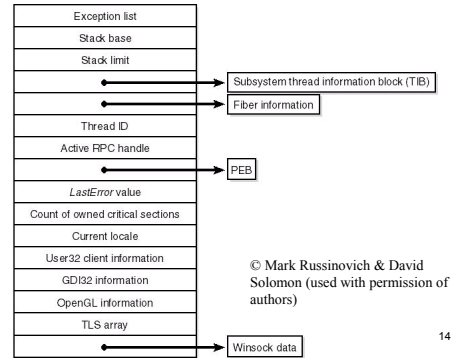 Exception list
Stack base
Stack limit
Subsystem thread information block (TIB)
Fiber information
Thread ID
Active RPC handle
PEB
LastError value
Count of owned critical sections
Current locale
User32 client information
GDI32 information
OpenGL information
TLS array
Winsock data
© Mark Russinovich & David
Solomon (used with permission of
authors)
14